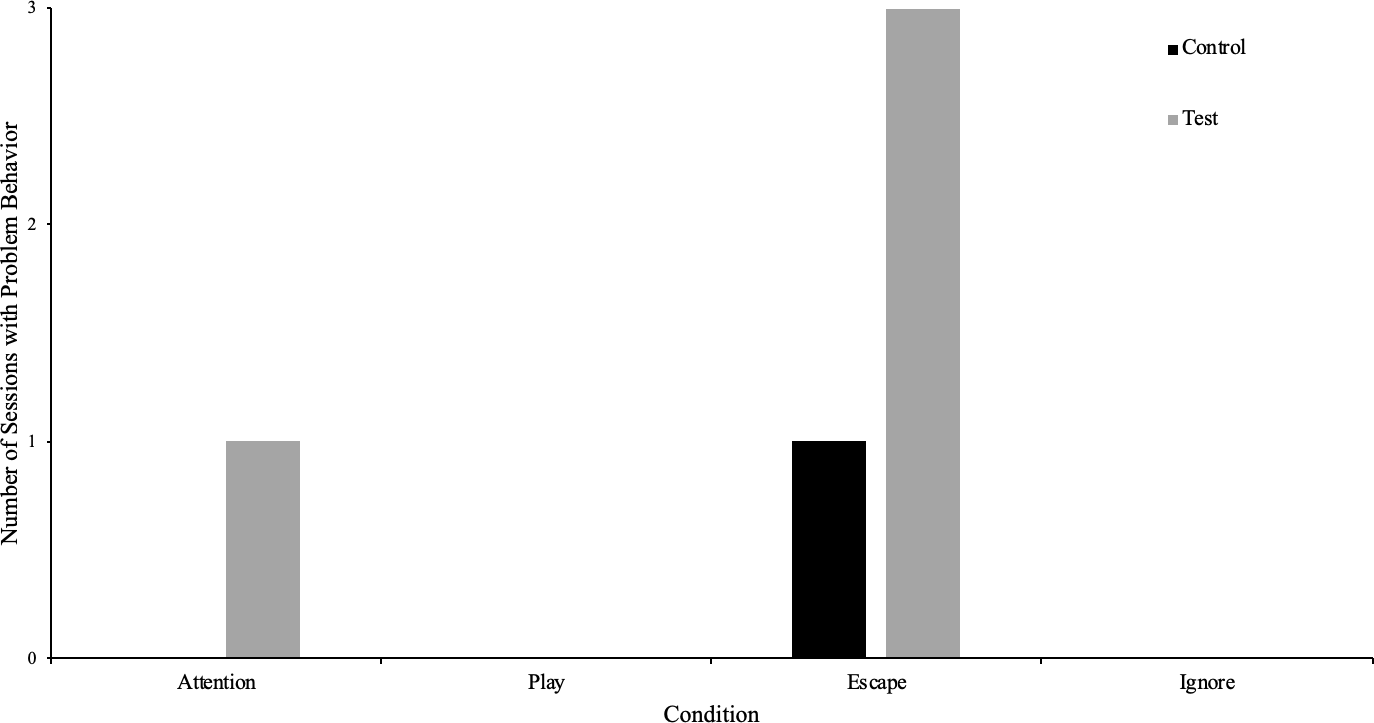 Number of Sessions with Problem Behavior
3
2
1
0
Control
Test
Attention
Play
Escape
Ignore
Condition